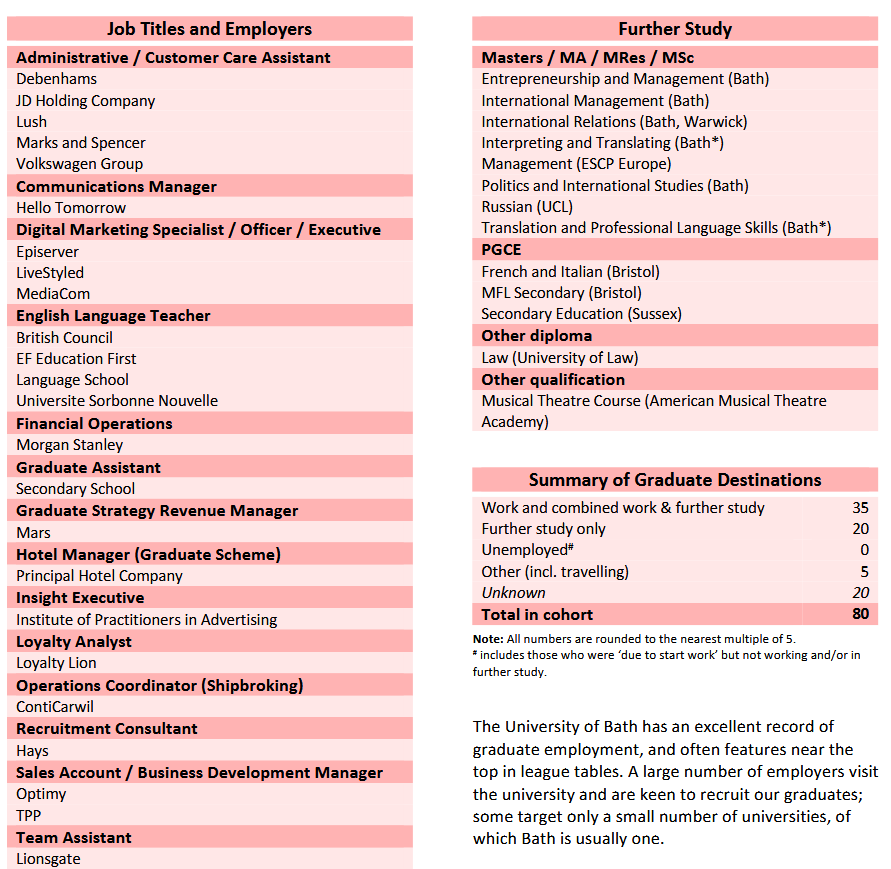 Job Titles and Employers
Administrative / Customer Care Assistant
Debenhams
JD Holding Company
Lush
Marks and Spencer
Volkswagen Group
Communications Manager
Hello Tomorrow
Digital Marketing Specialist / Officer / Executive
Episerver
LiveStyled
MediaCom
English Language Teacher
British Council
EF Education First
Language School
Universite Sorbonne Nouvelle
Financial Operations
Morgan Stanley
Graduate Assistant
Secondary School
Graduate Strategy Revenue Manager
Mars
Hotel Manager (Graduate Scheme)
Principal Hotel Company
Insight Executive
Institute of Practitioners in Advertising
Loyalty Analyst
Loyalty Lion
Operations Coordinator (Shipbroking)
ContiCarwil
Recruitment Consultant
Hays
Sales Account / Business Development Manager
Optimy
TPP
Team Assistant
Lionsgate
Further Study
Masters / MA / MRes / MSc
Entrepreneurship and Management (Bath)
International Management (Bath)
International Relations (Bath, Warwick)
Interpreting and Translating (Bath*)
Management (ESCP Europe)
Politics and International Studies (Bath)
Russian (UCL)
Translation and Professional Language Skills (Bath*)
PGCE
French and Italian (Bristol)
MFL Secondary (Bristol)
Secondary Education (Sussex)
Other diploma
Law (University of Law)
Other qualification
Musical Theatre Course (American Musical Theatre
Academy)
Summary of Graduate Destinations
Work and combined work & further study 35
Further study only 20
Unemployed# 0
Other (incl. travelling) 5
Unknown 20
Total in cohort 80
Note: All numbers are rounded to the nearest multiple of 5.
# includes those who were 'due to start work' but not working and/or in
further study.
The University of Bath has an excellent record of
graduate employment, and often features near the
top in league tables. A large number of employers visit
the university and are keen to recruit our graduates;
some target only a small number of universities, of
which Bath is usually one.